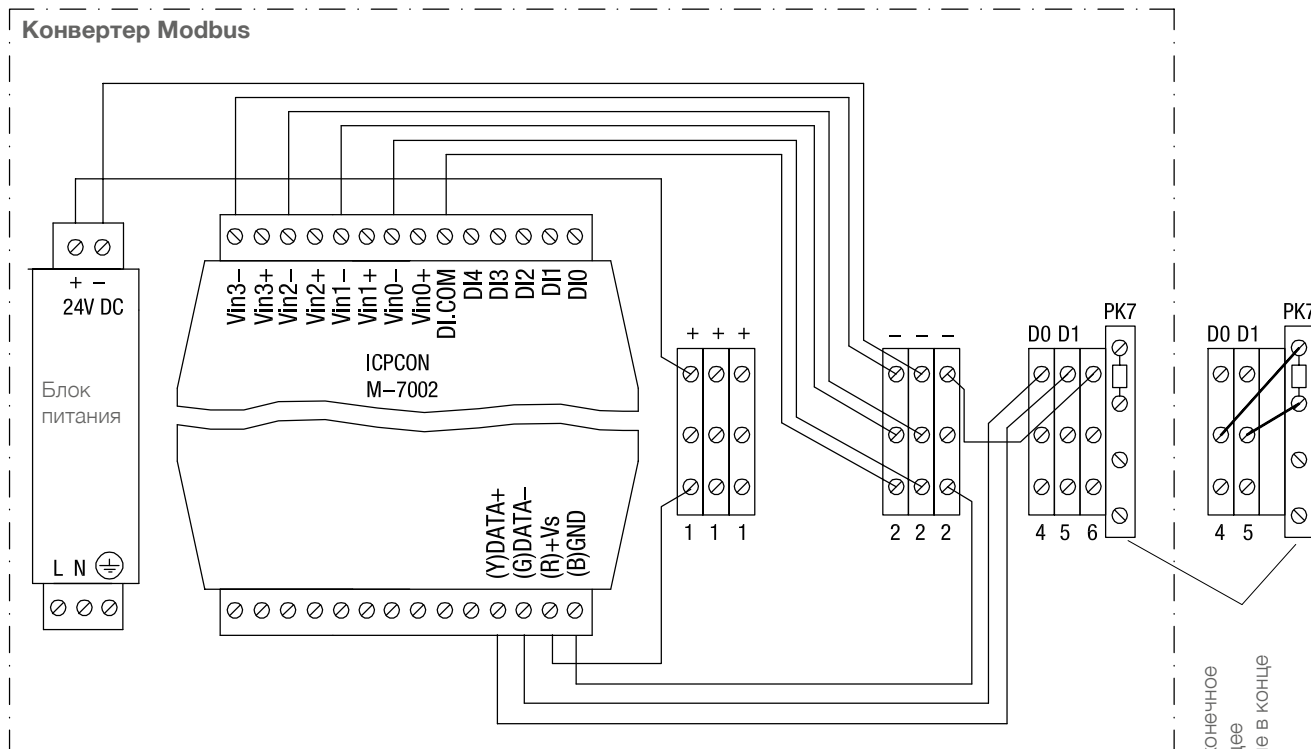 Конвертер Modbus
+ −
24V DC
Блок
питания
L N
Vin3−
Vin3+
Vin2−
Vin2+
Vin1−
Vin1+
Vin0−
Vin0+
DI.COM
DI4
DI3
DI2
DI1
DI0
ICPCON
M−7002
(Y)DATA+
(G)DATA−
(R)+Vs
(B)GND
+ + +
1 1 1
− − −
2 2 2
D0 D1
PK7
4 5 6
D0 D1
PK7
4 5
в конце